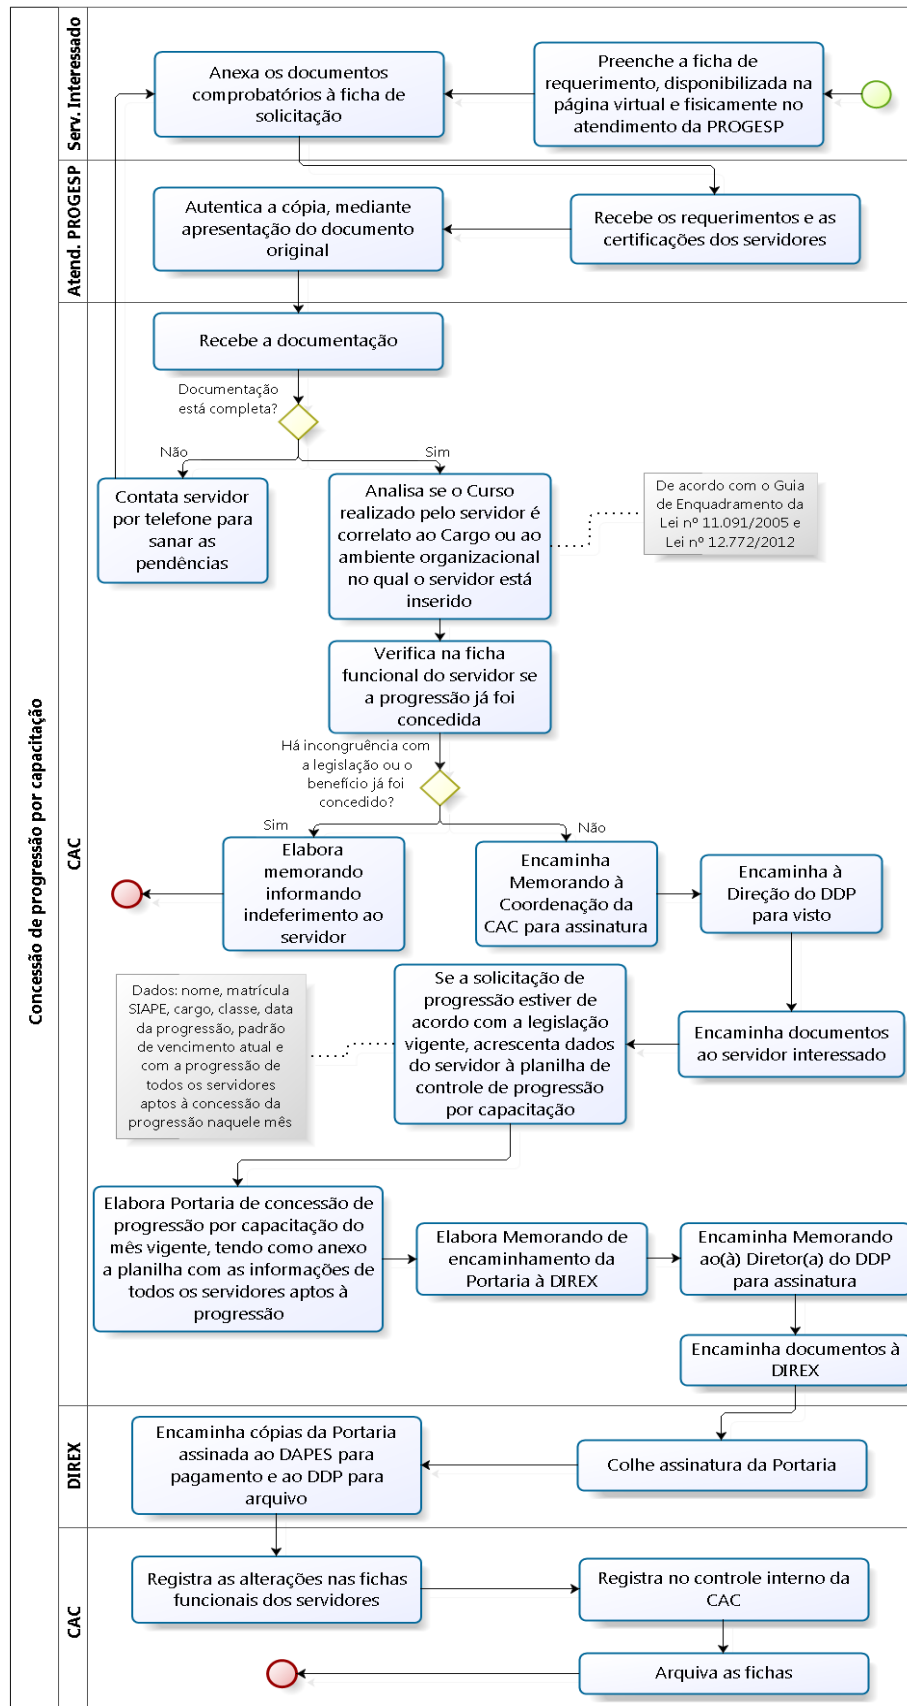 Concessão de progressão por capacitação
Serv. Interessado
Anexa os documentos
comprobatórios à ficha de
solicitação
Preenche a ficha de
requerimento, disponibilizada na
página virtual e fisicamente no
atendimento da PROGESP
Atend. PROGESP
Autentica a cópia, mediante
apresentação do documento
original
Recebe os requerimentos e as
certificações dos servidores
CAC
Recebe a documentação
Documentação
está completa?
Não
Sim
Contata servidor
por telefone para
sanar as
pendências
Analisa se o Curso
realizado pelo servidor é
correlato ao Cargo ou ao
ambiente organizacional
no qual o servidor está
inserido
De acordo com o Guia
de Enquadramento da
Lei nº 11.091/2005 e
Lei nº 12.772/2012
Verifica na ficha
funcional do servidor se
a progressão já foi
concedida
Há incongruência com
a legislação ou o
benefício já foi
concedido?
Sim
Não
Elabora
memorando
informando
indeferimento ao
servidor
Encaminha
Memorando à
Coordenação da
CAC para assinatura
Encaminha à
Direção do DDP
para visto
Dados: nome, matrícula
SIAPE, cargo, classe, data
da progressão, padrão
de vencimento atual e
com a progressão de
todos os servidores
aptos à concessão da
progressão naquele mês
Se a solicitação de
progressão estiver de
acordo com a legislação
vigente, acrescenta dados
do servidor à planilha de
controle de progressão
por capacitação
Encaminha documentos
ao servidor interessado
Elabora Portaria de concessão de
progressão por capacitação do
mês vigente, tendo como anexo
a planilha com as informações de
todos os servidores aptos à
progressão
Elabora Memorando de
encaminhamento da
Portaria à DIREX
Encaminha Memorando
ao(à) Diretor(a) do DDP
para assinatura
Encaminha documentos à
DIREX
DIREX
Encaminha cópias da Portaria
assinada ao DAPES para
pagamento e ao DDP para
arquivo
Colhe assinatura da Portaria
CAC
Registra as alterações nas fichas
funcionais dos servidores
Registra no controle interno da
CAC
Arquiva as fichas